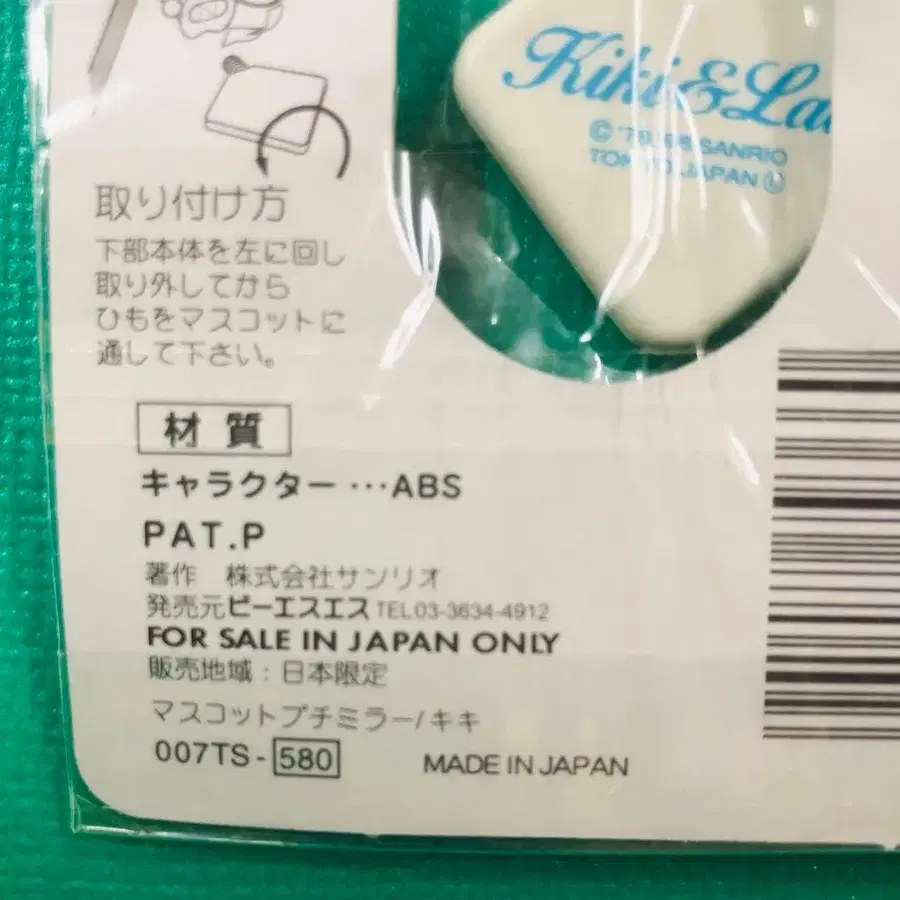 Kiki&La
© '76, '98 SANRIO
TOKYO JAPAN Ⓛ
取り付け方
下部本体を左に回し
取り外してから
ひもをマスコットに
通して下さい。
材質
キャラクター…ABS
PAT.P
著作 株式会社サンリオ
発売元ピーエスエス TEL 03-3634-4912
FOR SALE IN JAPAN ONLY
販売地域：日本限定
マスコットプチミラー/キキ
007TS-580 MADE IN JAPAN